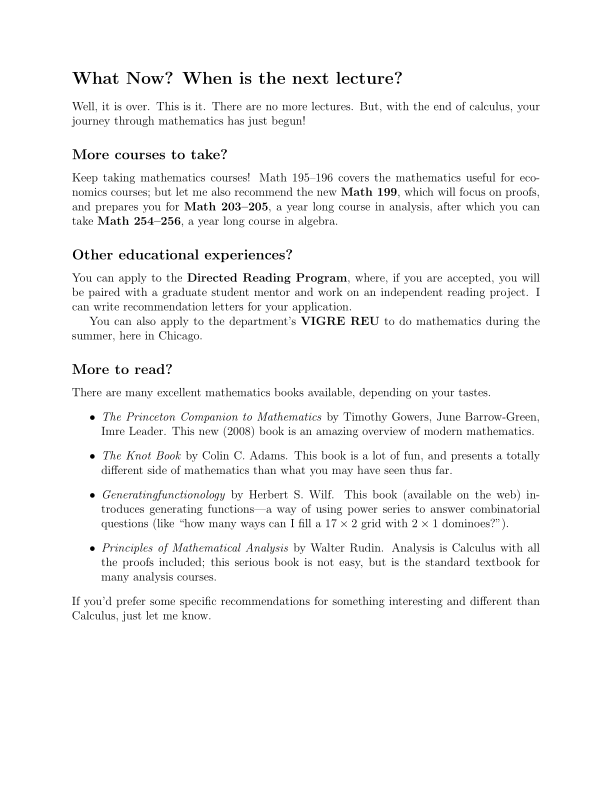 What Now? When is the next lecture?
Well, it is over. This is it. There are no more lectures. But, with the end of calculus, your
journey through mathematics has just begun!
More courses to take?
Keep taking mathematics courses! Math 195–196 covers the mathematics useful for eco-
nomics courses; but let me also recommend the new Math 199, which will focus on proofs,
and prepares you for Math 203–205, a year long course in analysis, after which you can
take Math 254–256, a year long course in algebra.
Other educational experiences?
You can apply to the Directed Reading Program, where, if you are accepted, you will
be paired with a graduate student mentor and work on an independent reading project. I
can write recommendation letters for your application.
You can also apply to the department's VIGRE REU to do mathematics during the
summer, here in Chicago.
More to read?
There are many excellent mathematics books available, depending on your tastes.
• The Princeton Companion to Mathematics by Timothy Gowers, June Barrow-Green,
Imre Leader. This new (2008) book is an amazing overview of modern mathematics.
• The Knot Book by Colin C. Adams. This book is a lot of fun, and presents a totally
different side of mathematics than what you may have seen thus far.
• Generatingfunctionology by Herbert S. Wilf. This book (available on the web) in-
troduces generating functions—a way of using power series to answer combinatorial
questions (like “how many ways can I fill a 17 × 2 grid with 2 × 1 dominoes?”).
• Principles of Mathematical Analysis by Walter Rudin. Analysis is Calculus with all
the proofs included; this serious book is not easy, but is the standard textbook for
many analysis courses.
If you'd prefer some specific recommendations for something interesting and different than
Calculus, just let me know.